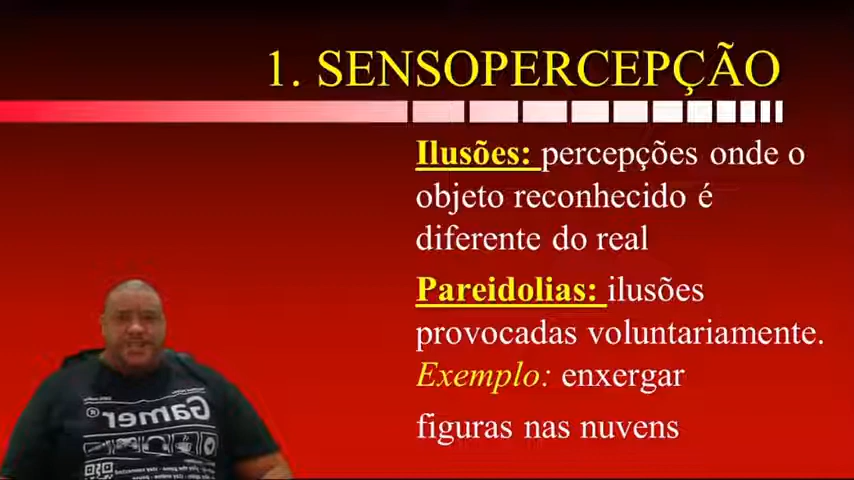 1. SENSOPERCEPÇÃO
Ilusões: percepções onde o
objeto reconhecido é
diferente do real
Pareidolias: ilusões
provocadas voluntariamente.
Exemplo: enxergar
figuras nas nuvens
Gamer